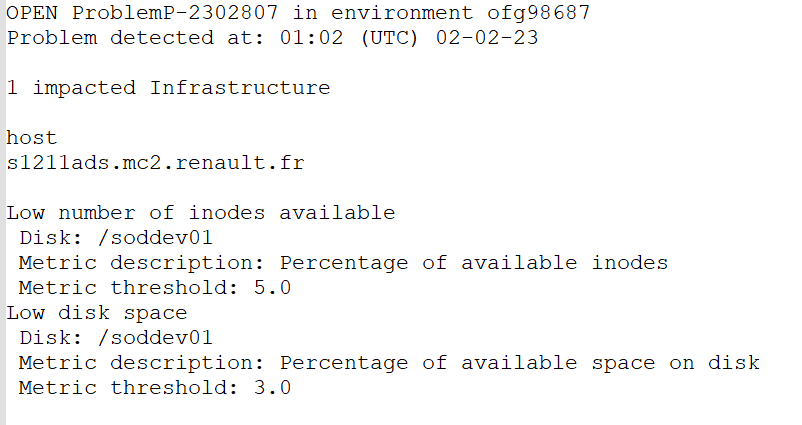 OPEN ProblemP-2302807 in environment ofg98687
Problem detected at: 01:02 (UTC) 02-02-23
1 impacted Infrastructure
host
s1211ads.mc2.renault.fr
Low number of inodes available
Disk: /soddev01
Metric description: Percentage of available inodes
Metric threshold: 5.0
Low disk space
Disk: /soddev01
Metric description: Percentage of available space on disk
Metric threshold: 3.0